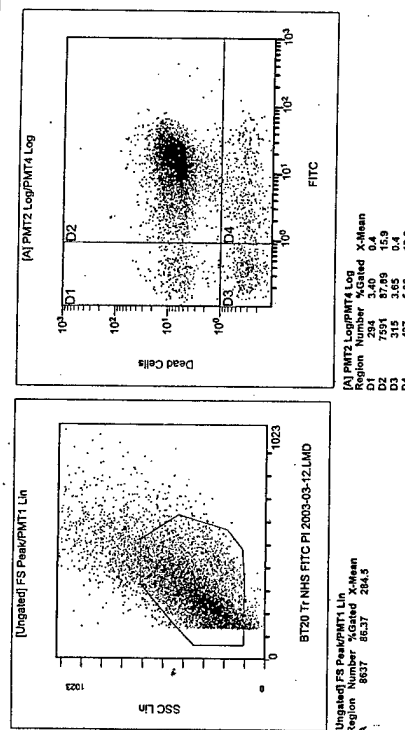 [Ungated] FS Peak/PMT1 Lin
1023
SSC Lin
0
0
1023
BT20 Tr NHS FITC PI 2003-03-12.LMD
[Ungated] FS Peak/PMT1 Lin
Region Number %Gated X-Mean
A 8637 86.37 284.5
[A] PMT2 Log/PMT4 Log
10³
D1
D2
10²
Dead Cells
10¹
10⁰
D3
D4
10⁰
10¹
10²
10³
FITC
[A] PMT2 Log/PMT4 Log
Region Number %Gated X-Mean
D1 294 3.40 0.4
D2 7591 87.89 15.9
D3 315 3.65 0.4